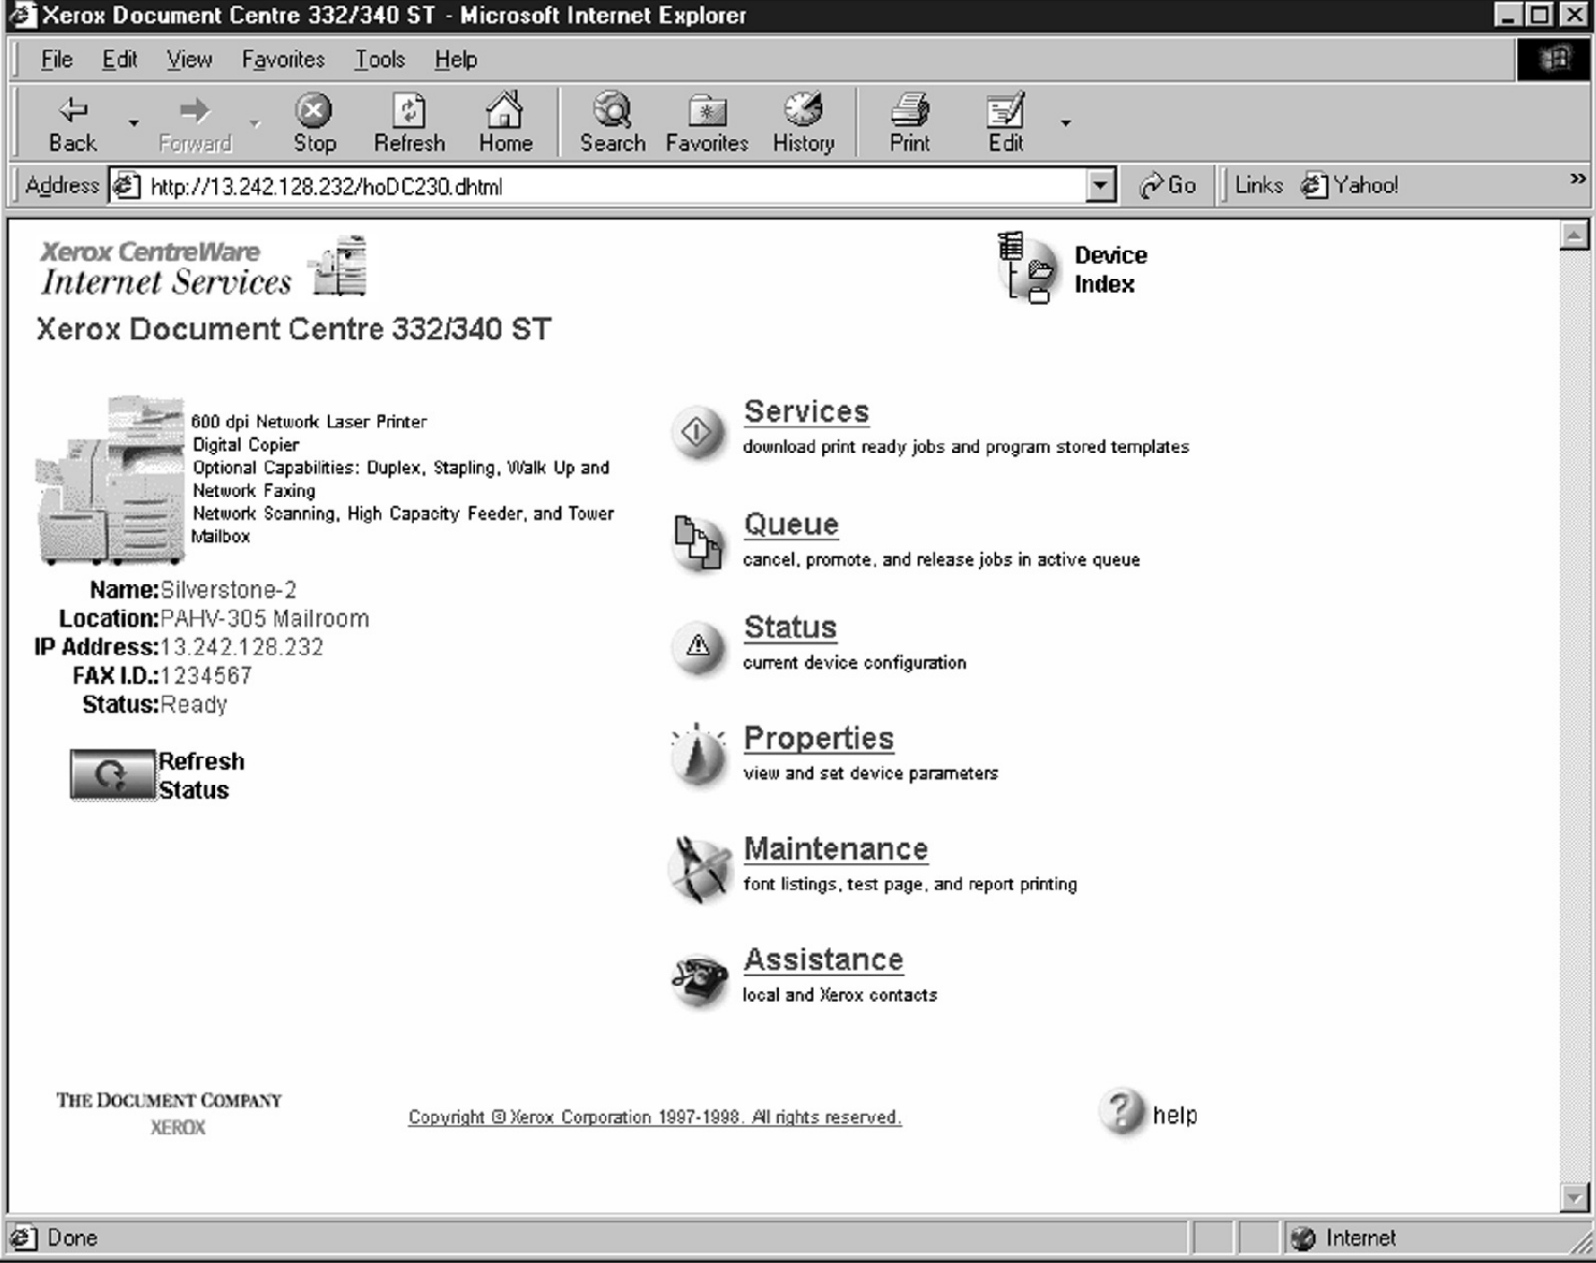 Xerox Document Centre 332/340 ST - Microsoft Internet Explorer
File Edit View Favorites Tools Help
Back Forward Stop Refresh Home Search Favorites History Print Edit
Address http://13.242.128.232/hoDC230.dhtml Go Links Yahoo! »
Xerox CentreWare
Internet Services
Device
Index
Xerox Document Centre 332/340 ST
600 dpi Network Laser Printer
Digital Copier
Optional Capabilities: Duplex, Stapling, Walk Up and
Network Faxing
Network Scanning, High Capacity Feeder, and Tower
Mailbox
Name:Silverstone-2
Location:PAHV-305 Mailroom
IP Address:13.242.128.232
FAX I.D.:1234567
Status:Ready
Refresh
Status
Services
download print ready jobs and program stored templates
Queue
cancel, promote, and release jobs in active queue
Status
current device configuration
Properties
view and set device parameters
Maintenance
font listings, test page, and report printing
Assistance
local and Xerox contacts
THE DOCUMENT COMPANY
XEROX
Copyright © Xerox Corporation 1997-1998. All rights reserved.
? help
Done Internet